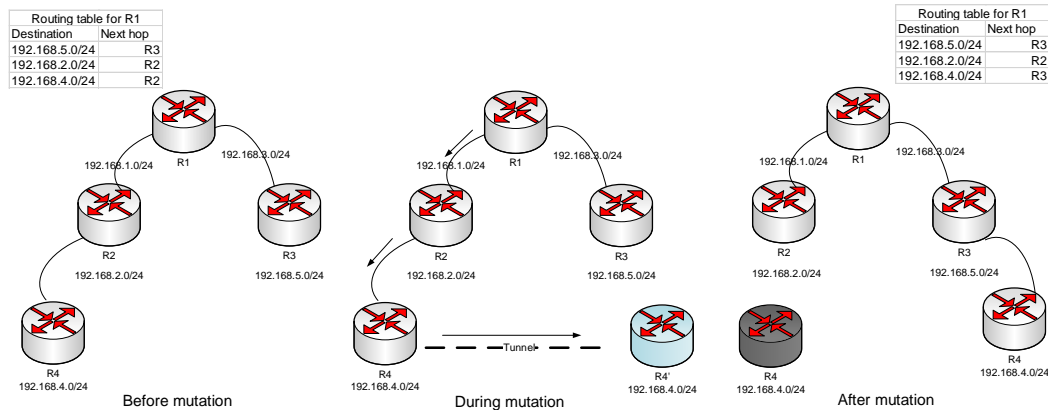 Routing table for R1
Destination Next hop
192.168.5.0/24 R3
192.168.2.0/24 R2
192.168.4.0/24 R2
R1
192.168.1.0/24
192.168.3.0/24
R2
192.168.2.0/24
R3
192.168.5.0/24
R4
192.168.4.0/24
Before mutation
R1
192.168.1.0/24
192.168.3.0/24
R2
192.168.2.0/24
R3
192.168.5.0/24
R4
192.168.4.0/24
Tunnel
R4'
192.168.4.0/24
During mutation
Routing table for R1
Destination Next hop
192.168.5.0/24 R3
192.168.2.0/24 R2
192.168.4.0/24 R3
R1
192.168.1.0/24
192.168.3.0/24
R2
192.168.2.0/24
R3
192.168.5.0/24
R4
192.168.4.0/24
R4
192.168.4.0/24
After mutation